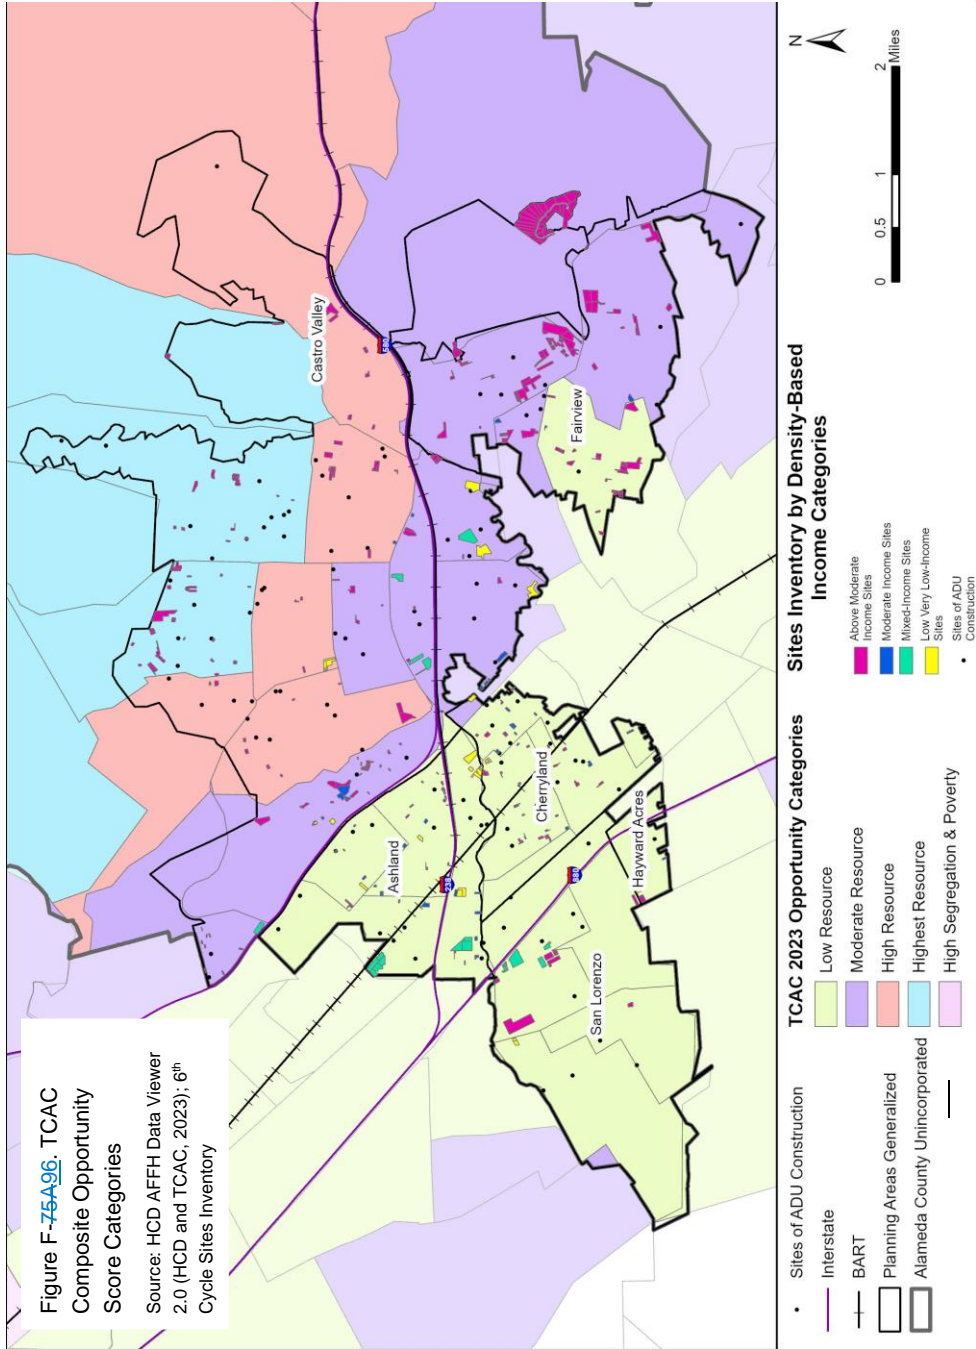 Figure F-75A96. TCAC
Composite Opportunity
Score Categories
Source: HCD AFFH Data Viewer
2.0 (HCD and TCAC, 2023); 6th
Cycle Sites Inventory
Castro Valley
580
Fairview
Ashland
238
Cherryland
880
Hayward Acres
San Lorenzo
N
0 0.5 1 2
Miles
Sites of ADU Construction
Interstate
BART
Planning Areas Generalized
Alameda County Unincorporated
TCAC 2023 Opportunity Categories
Low Resource
Moderate Resource
High Resource
Highest Resource
High Segregation & Poverty
Sites Inventory by Density-Based
Income Categories
Above Moderate
Income Sites
Moderate Income Sites
Mixed-Income Sites
Low Very Low-Income
Sites
Sites of ADU
Construction